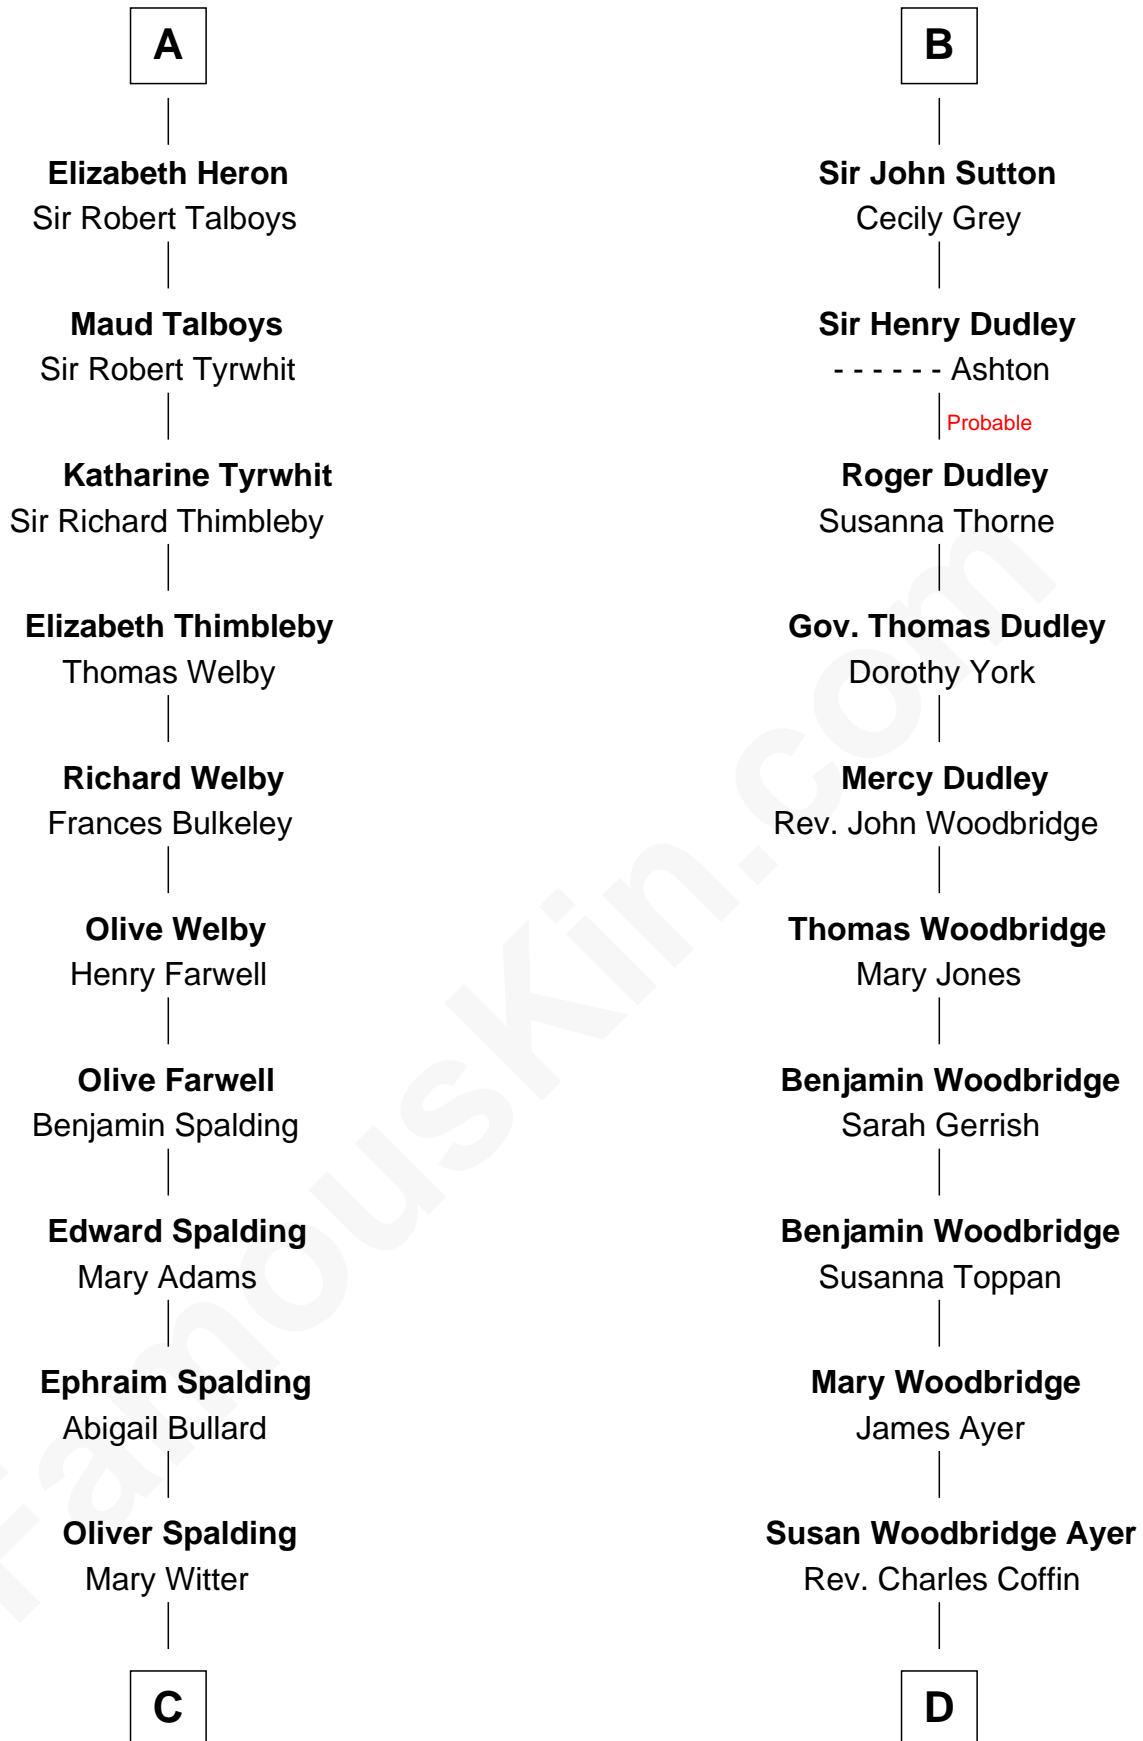 A
Elizabeth Heron
Sir Robert Talboys
Maud Talboys
Sir Robert Tyrwhit
Katharine Tyrwhit
Sir Richard Thimbleby
Elizabeth Thimbleby
Thomas Welby
Richard Welby
Frances Bulkeley
Olive Welby
Henry Farwell
Olive Farwell
Benjamin Spalding
Edward Spalding
Mary Adams
Ephraim Spalding
Abigail Bullard
Oliver Spalding
Mary Witter
C
B
Sir John Sutton
Cecily Grey
Sir Henry Dudley
- - - - - - Ashton
Probable
Roger Dudley
Susanna Thorne
Gov. Thomas Dudley
Dorothy York
Mercy Dudley
Rev. John Woodbridge
Thomas Woodbridge
Mary Jones
Benjamin Woodbridge
Sarah Gerrish
Benjamin Woodbridge
Susanna Toppan
Mary Woodbridge
James Ayer
Susan Woodbridge Ayer
Rev. Charles Coffin
D
FamousKin.com